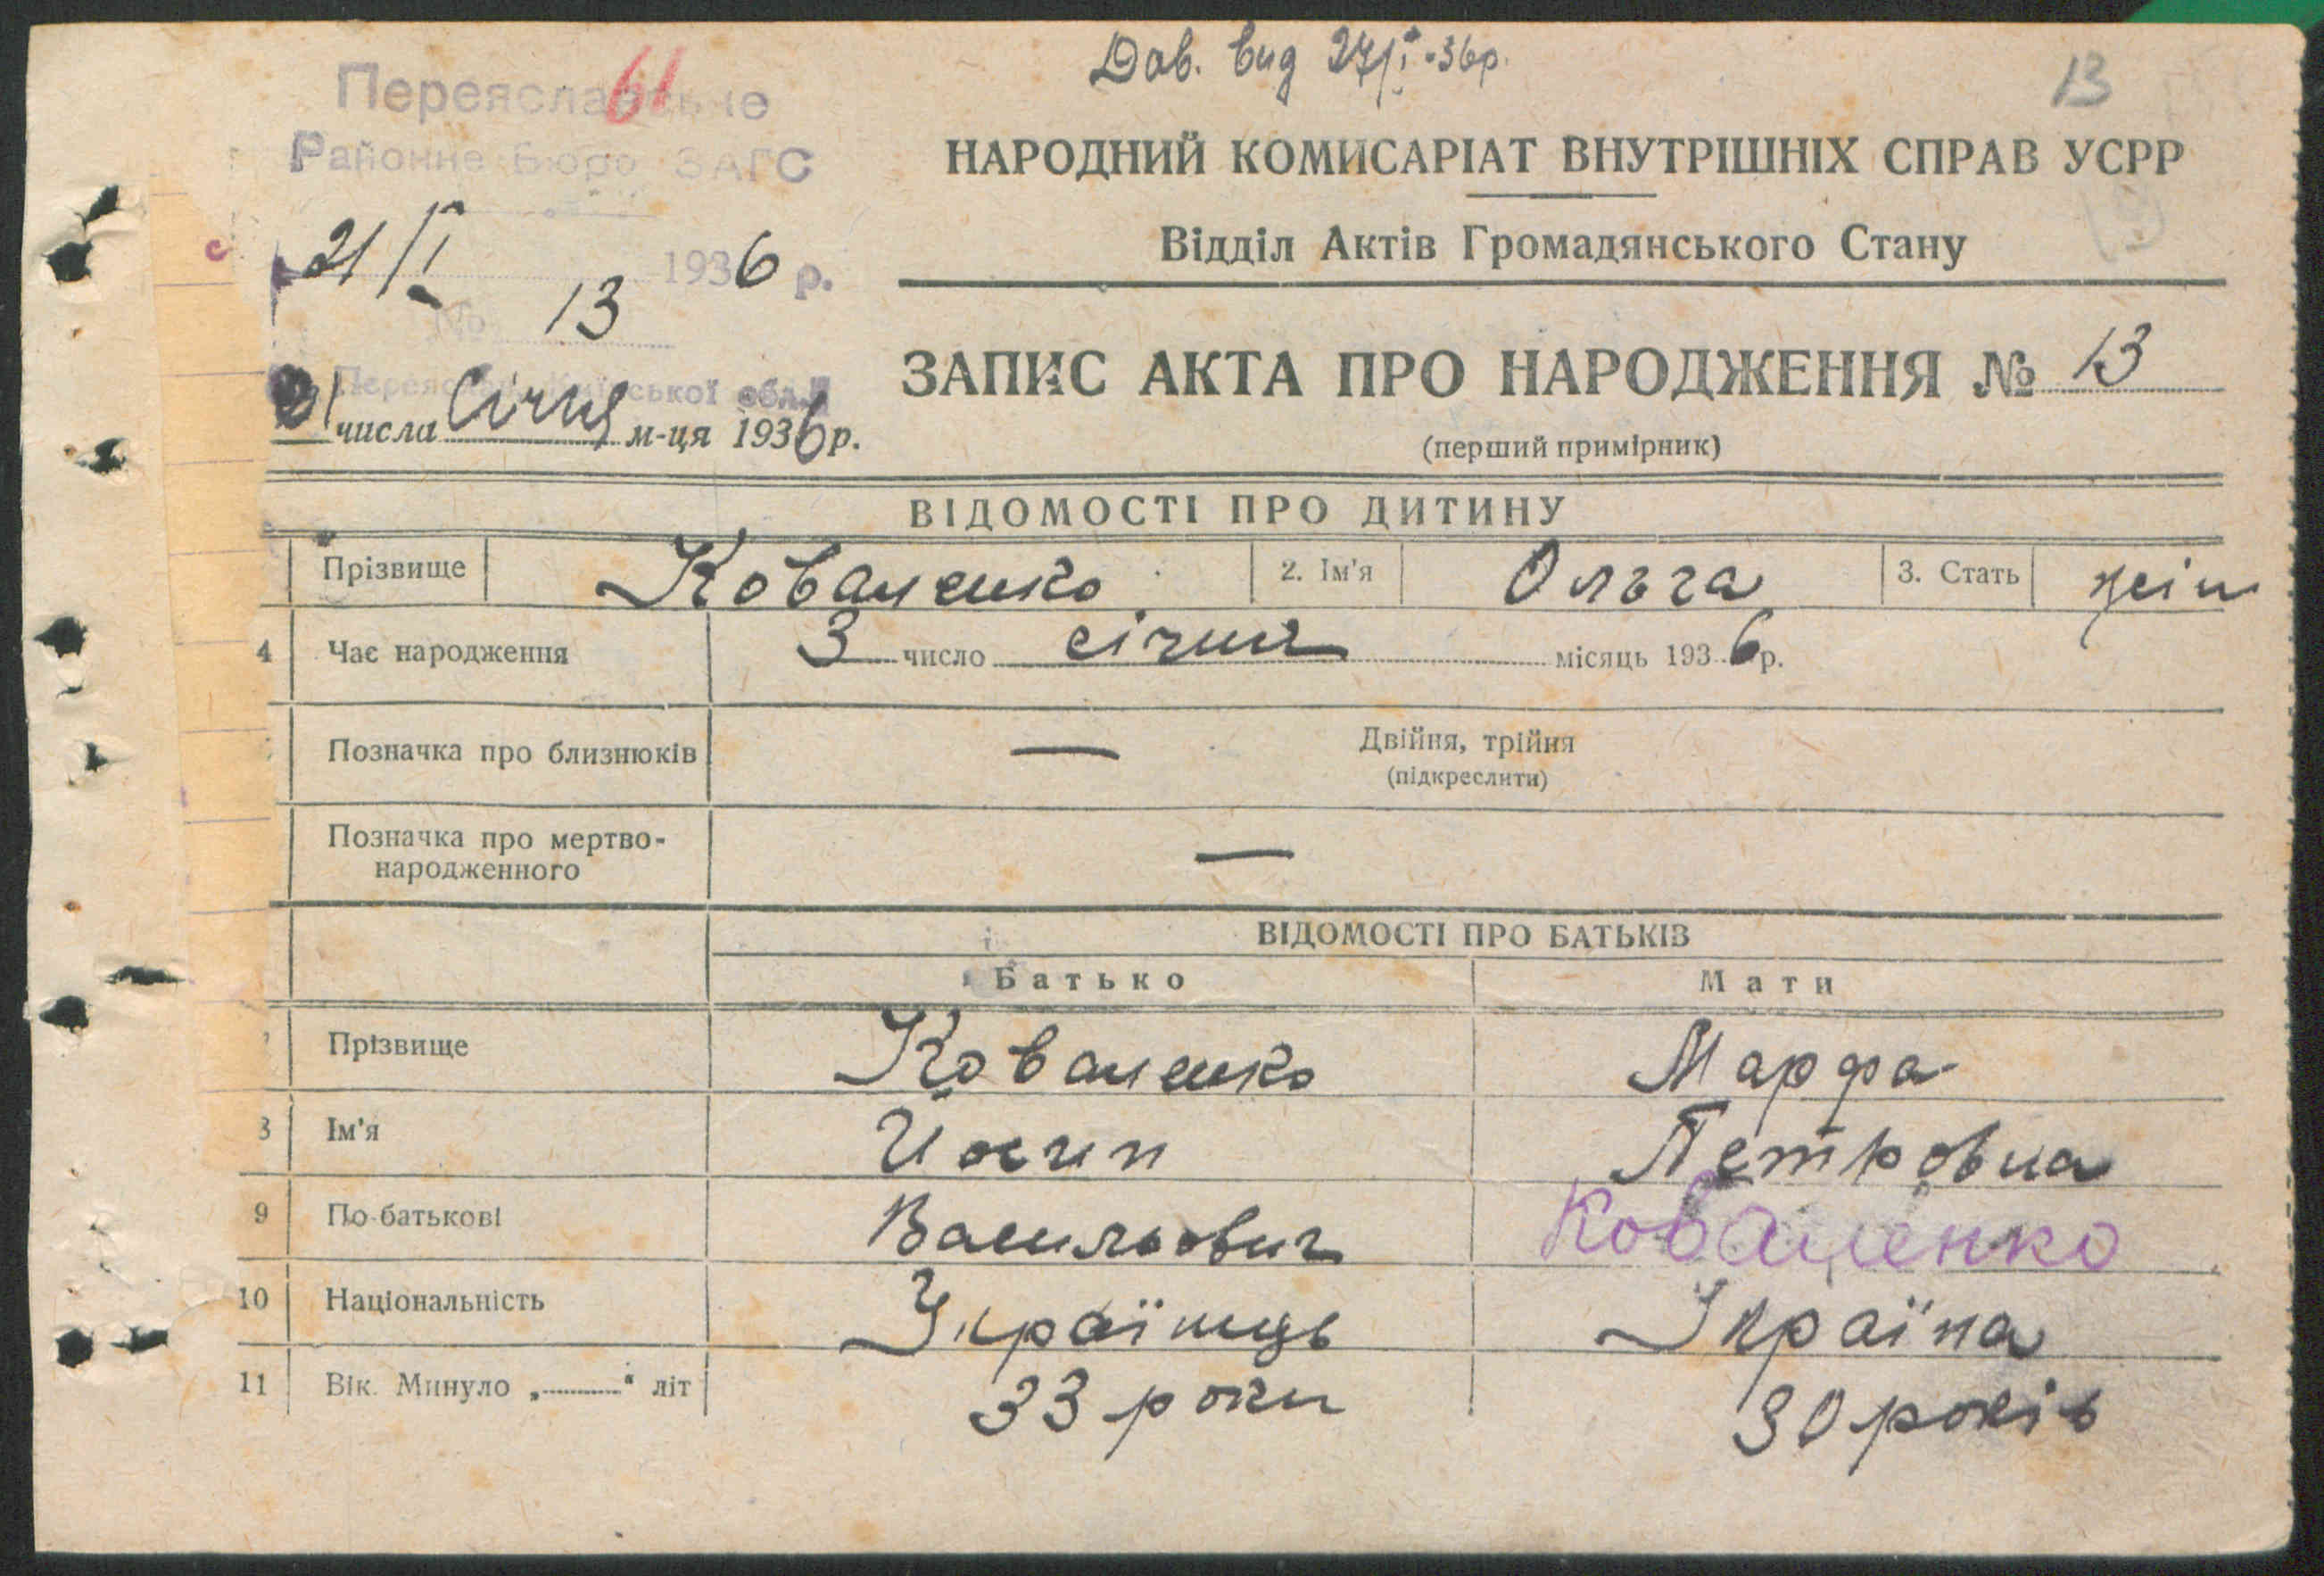 Дов. вид 27/I-36р.
61
13
Переяславське
Районне Бюро ЗАГС
21/I 1936 р.
№ 13
Переяслав Київської обл.
21 числа Січня м-ця 1936 р.
НАРОДНИЙ КОМИСАРІАТ ВНУТРІШНІХ СПРАВ УСРР
Відділ Актів Громадянського Стану
ЗАПИС АКТА ПРО НАРОДЖЕННЯ № 13
(перший примірник)
ВІДОМОСТІ ПРО ДИТИНУ
Прізвище Коваленко 2. Ім'я Ольга 3. Стать жін
4 Час народження 3 число січня місяць 1936 р.
Позначка про близнюків — Двійня, трійня
(підкреслити)
Позначка про мертво-
народженного —
ВІДОМОСТІ ПРО БАТЬКІВ
Батько Мати
Прізвище Коваленко Марфа
8 Ім'я Йосип Петровна
9 По-батькові Васильович Коваленко
10 Національність Українець Україна
11 Вік. Минуло „ — “ літ 33 роки 30 років